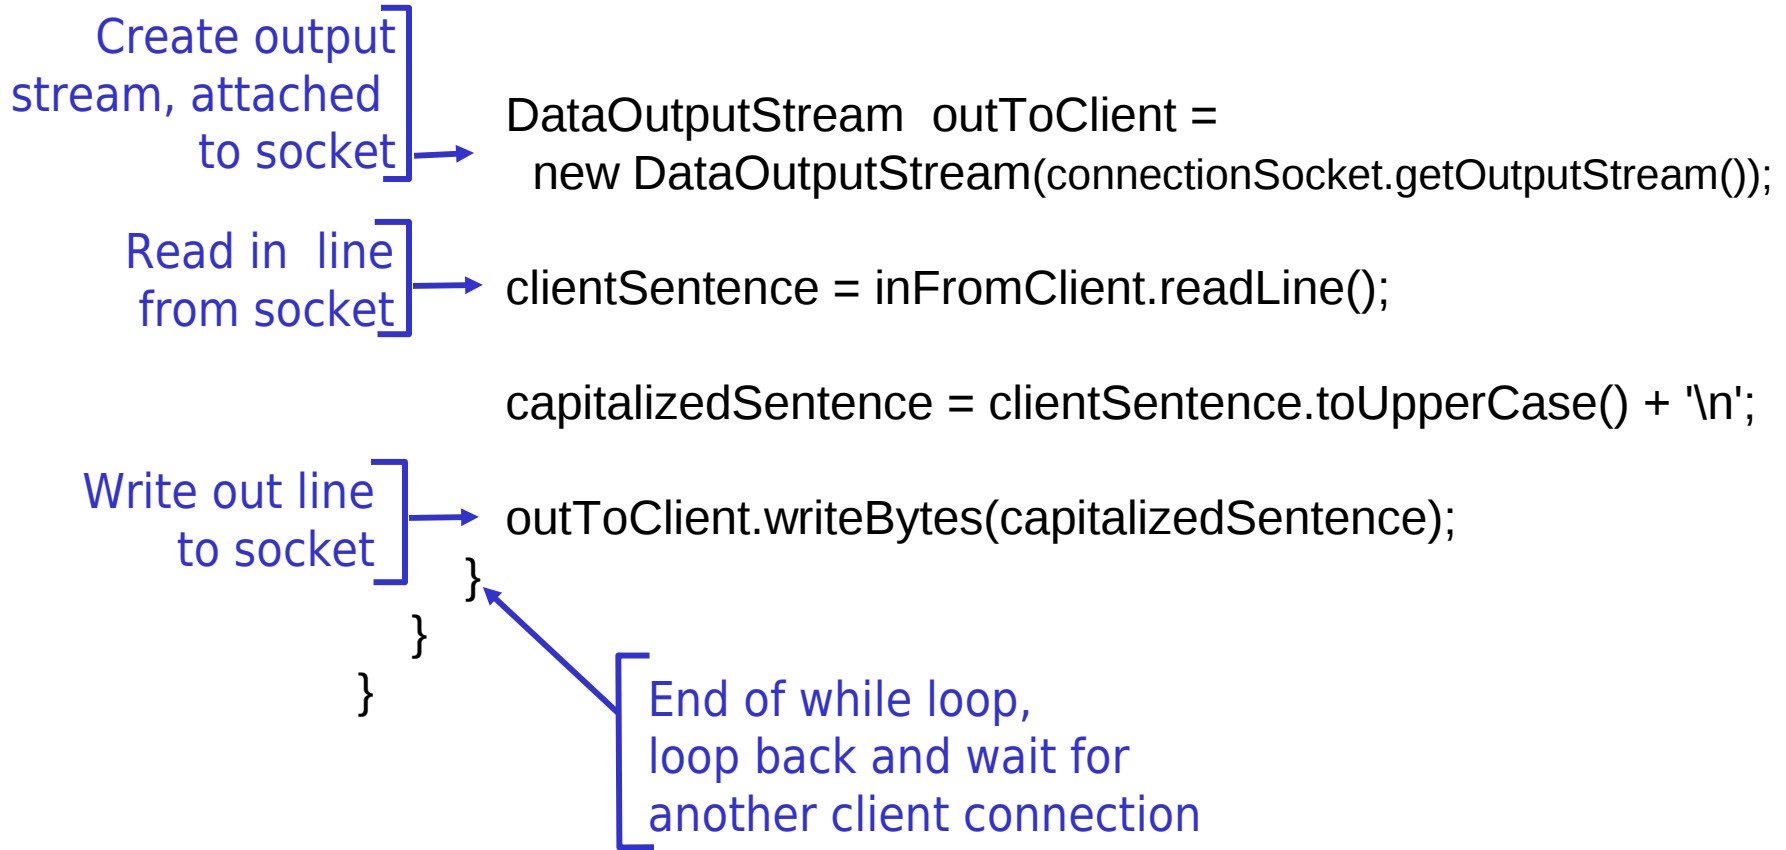 Create output
stream, attached
to socket
DataOutputStream  outToClient =
new DataOutputStream(connectionSocket.getOutputStream());
Read in  line
from socket
clientSentence = inFromClient.readLine();
capitalizedSentence = clientSentence.toUpperCase() + '\n';
Write out line
to socket
outToClient.writeBytes(capitalizedSentence);
}
}
}
End of while loop,
loop back and wait for
another client connection